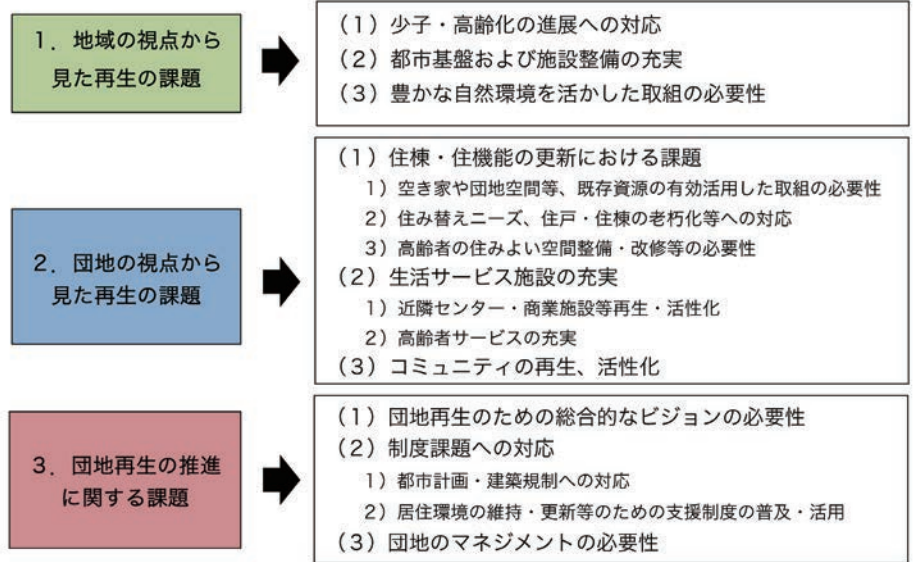 1．地域の視点から
見た再生の課題
（1）少子・高齢化の進展への対応
（2）都市基盤および施設整備の充実
（3）豊かな自然環境を活かした取組の必要性
2．団地の視点から
見た再生の課題
（1）住棟・住機能の更新における課題
1）空き家や団地空間等、既存資源の有効活用した取組の必要性
2）住み替えニーズ、住戸・住棟の老朽化等への対応
3）高齢者の住みよい空間整備・改修等の必要性
（2）生活サービス施設の充実
1）近隣センター・商業施設等再生・活性化
2）高齢者サービスの充実
（3）コミュニティの再生、活性化
3．団地再生の推進
に関する課題
（1）団地再生のための総合的なビジョンの必要性
（2）制度課題への対応
1）都市計画・建築規制への対応
2）居住環境の維持・更新等のための支援制度の普及・活用
（3）団地のマネジメントの必要性